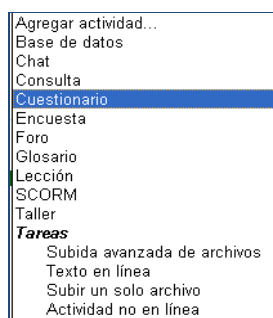 Agregar actividad...
Base de datos
Chat
Consulta
Cuestionario
Encuesta
Foro
Glosario
Lección
SCORM
Taller
Tareas
Subida avanzada de archivos
Texto en línea
Subir un solo archivo
Actividad no en línea